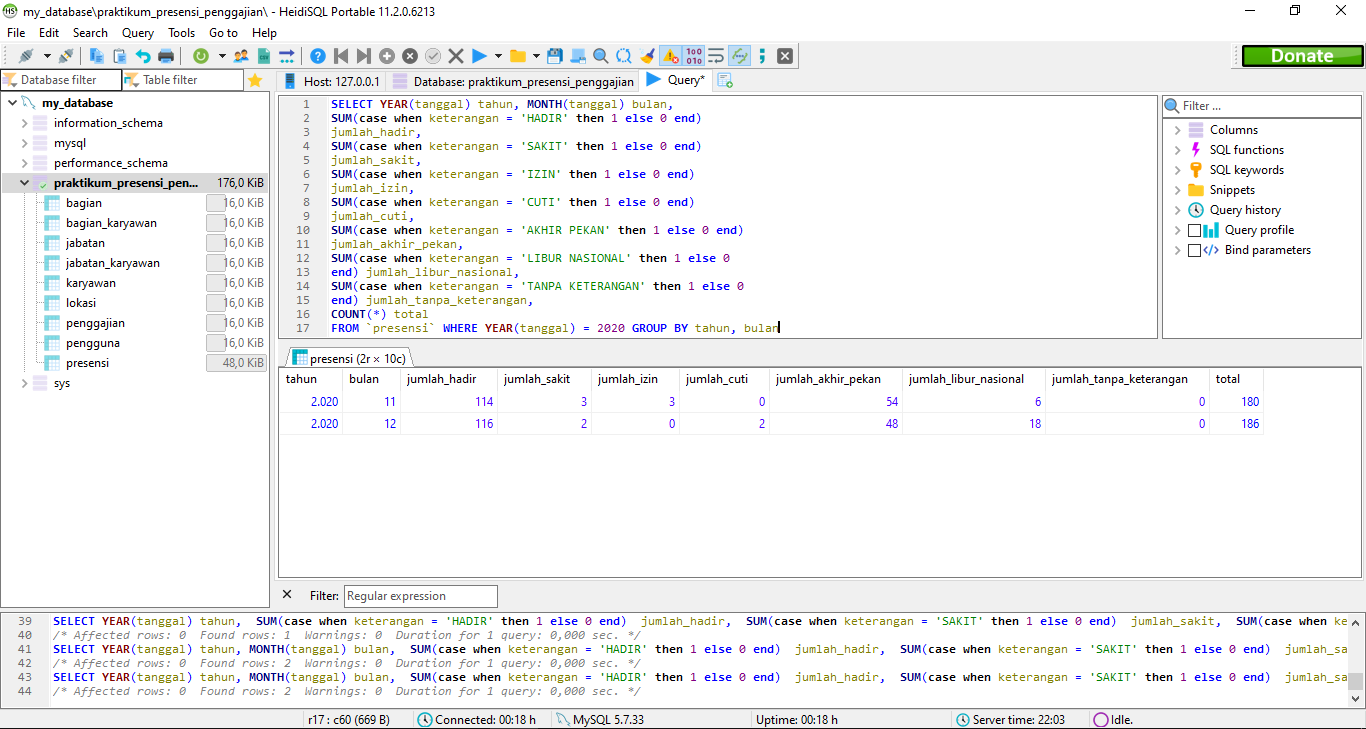 my_database\praktikum_presensi_penggajian\ - HeidiSQL Portable 11.2.0.6213
File Edit Search Query Tools Go to Help
Donate
Database filter Table filter
Host: 127.0.0.1 Database: praktikum_presensi_penggajian Query*
my_database
information_schema
mysql
performance_schema
praktikum_presensi_pen... 176,0 KiB
bagian 16,0 KiB
bagian_karyawan 16,0 KiB
jabatan 16,0 KiB
jabatan_karyawan 16,0 KiB
karyawan 16,0 KiB
lokasi 16,0 KiB
penggajian 16,0 KiB
pengguna 16,0 KiB
presensi 48,0 KiB
sys
1 SELECT YEAR(tanggal) tahun, MONTH(tanggal) bulan,
2 SUM(case when keterangan = 'HADIR' then 1 else 0 end)
3 jumlah_hadir,
4 SUM(case when keterangan = 'SAKIT' then 1 else 0 end)
5 jumlah_sakit,
6 SUM(case when keterangan = 'IZIN' then 1 else 0 end)
7 jumlah_izin,
8 SUM(case when keterangan = 'CUTI' then 1 else 0 end)
9 jumlah_cuti,
10 SUM(case when keterangan = 'AKHIR PEKAN' then 1 else 0 end)
11 jumlah_akhir_pekan,
12 SUM(case when keterangan = 'LIBUR NASIONAL' then 1 else 0
13 end) jumlah_libur_nasional,
14 SUM(case when keterangan = 'TANPA KETERANGAN' then 1 else 0
15 end) jumlah_tanpa_keterangan,
16 COUNT(*) total
17 FROM `presensi` WHERE YEAR(tanggal) = 2020 GROUP BY tahun, bulan
Filter ...
Columns
SQL functions
SQL keywords
Snippets
Query history
Query profile
Bind parameters
presensi (2r × 10c)
tahun bulan jumlah_hadir jumlah_sakit jumlah_izin jumlah_cuti jumlah_akhir_pekan jumlah_libur_nasional jumlah_tanpa_keterangan total
2.020 11 114 3 3 0 54 6 0 180
2.020 12 116 2 0 2 48 18 0 186
Filter: Regular expression
39 SELECT YEAR(tanggal) tahun, SUM(case when keterangan = 'HADIR' then 1 else 0 end) jumlah_hadir, SUM(case when keterangan = 'SAKIT' then 1 else 0 end) jumlah_sakit, SUM(case when ke
40 /* Affected rows: 0 Found rows: 1 Warnings: 0 Duration for 1 query: 0,000 sec. */
41 SELECT YEAR(tanggal) tahun, MONTH(tanggal) bulan, SUM(case when keterangan = 'HADIR' then 1 else 0 end) jumlah_hadir, SUM(case when keterangan = 'SAKIT' then 1 else 0 end) jumlah_sa
42 /* Affected rows: 0 Found rows: 2 Warnings: 0 Duration for 1 query: 0,000 sec. */
43 SELECT YEAR(tanggal) tahun, MONTH(tanggal) bulan, SUM(case when keterangan = 'HADIR' then 1 else 0 end) jumlah_hadir, SUM(case when keterangan = 'SAKIT' then 1 else 0 end) jumlah_sa
44 /* Affected rows: 0 Found rows: 2 Warnings: 0 Duration for 1 query: 0,000 sec. */
r17 : c60 (669 B) Connected: 00:18 h MySQL 5.7.33 Uptime: 00:18 h Server time: 22:03 Idle.